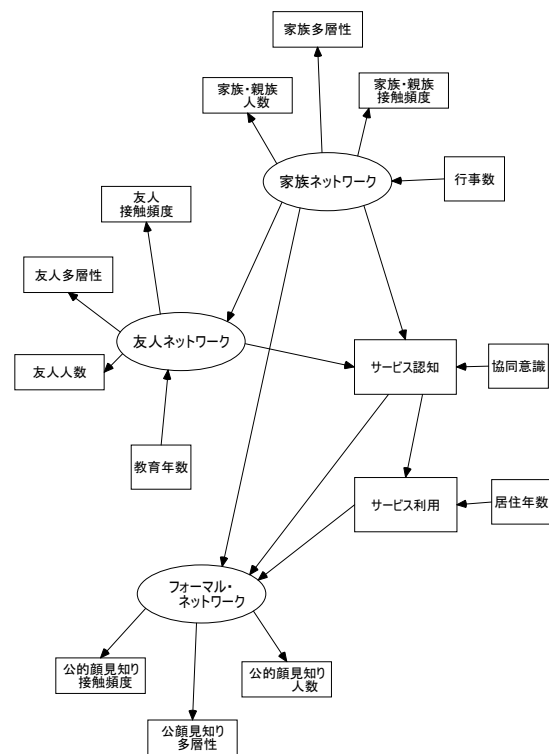 家族多層性
家族・親族
人数
家族・親族
接触頻度
家族ネットワーク
行事数
友人
接触頻度
友人多層性
友人ネットワーク
友人人数
サービス認知
協同意識
教育年数
サービス利用
居住年数
フォーマル・
ネットワーク
公的顔見知り
接触頻度
公的顔見知り
人数
公顔見知り
多層性